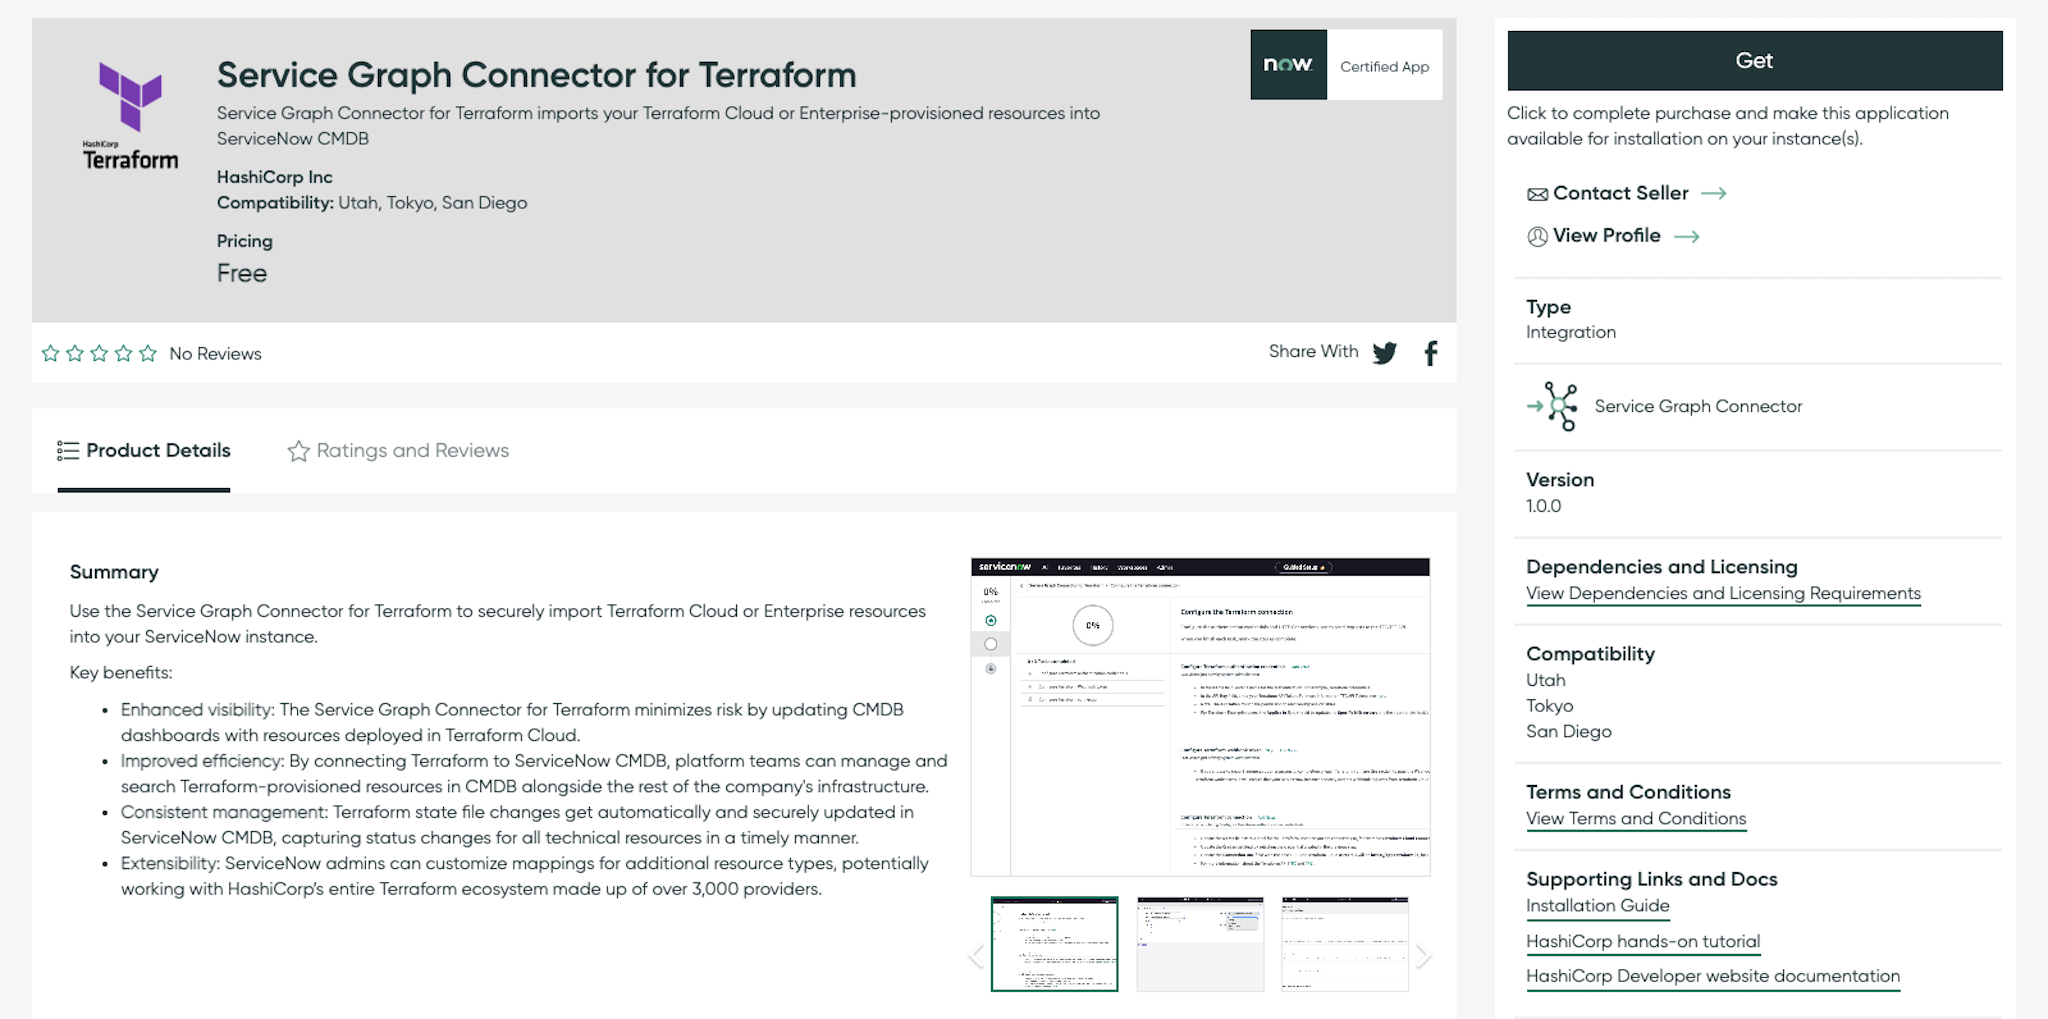 HashiCorp
Terraform
Service Graph Connector for Terraform
Service Graph Connector for Terraform imports your Terraform Cloud or Enterprise-provisioned resources into
ServiceNow CMDB
HashiCorp Inc
Compatibility: Utah, Tokyo, San Diego
Pricing
Free
now.
Certified App
No Reviews
Share With
Product Details
Ratings and Reviews
Summary
Use the Service Graph Connector for Terraform to securely import Terraform Cloud or Enterprise resources
into your ServiceNow instance.
Key benefits:
• Enhanced visibility: The Service Graph Connector for Terraform minimizes risk by updating CMDB
dashboards with resources deployed in Terraform Cloud.
• Improved efficiency: By connecting Terraform to ServiceNow CMDB, platform teams can manage and
search Terraform-provisioned resources in CMDB alongside the rest of the company's infrastructure.
• Consistent management: Terraform state file changes get automatically and securely updated in
ServiceNow CMDB, capturing status changes for all technical resources in a timely manner.
• Extensibility: ServiceNow admins can customize mappings for additional resource types, potentially
working with HashiCorp’s entire Terraform ecosystem made up of over 3,000 providers.
servicenow All Favorites History Workspaces Admin
Guided Setup
0%
0%
Configure the Terraform connection
Get
Click to complete purchase and make this application
available for installation on your instance(s).
Contact Seller
View Profile
Type
Integration
Service Graph Connector
Version
1.0.0
Dependencies and Licensing
View Dependencies and Licensing Requirements
Compatibility
Utah
Tokyo
San Diego
Terms and Conditions
View Terms and Conditions
Supporting Links and Docs
Installation Guide
HashiCorp hands-on tutorial
HashiCorp Developer website documentation